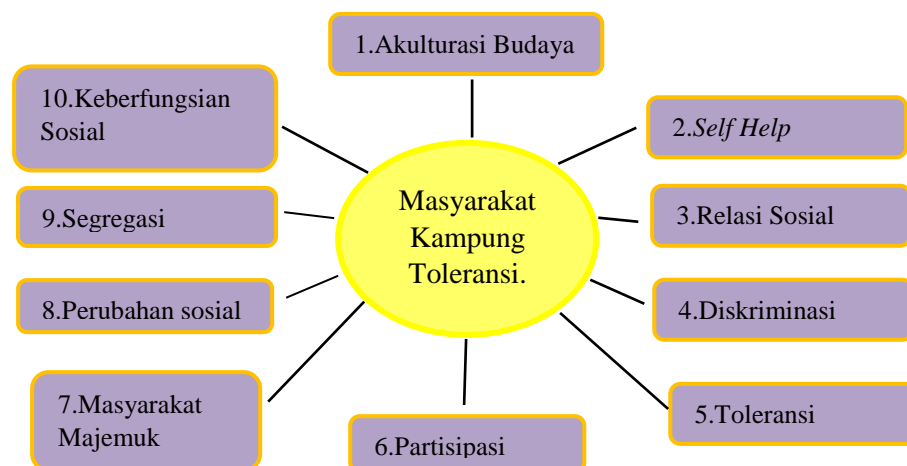 1.Akulturasi Budaya
2.Self Help
3.Relasi Sosial
4.Diskriminasi
5.Toleransi
6.Partisipasi
7.Masyarakat
Majemuk
8.Perubahan sosial
9.Segregasi
10.Keberfungsian
Sosial
Masyarakat
Kampung
Toleransi.